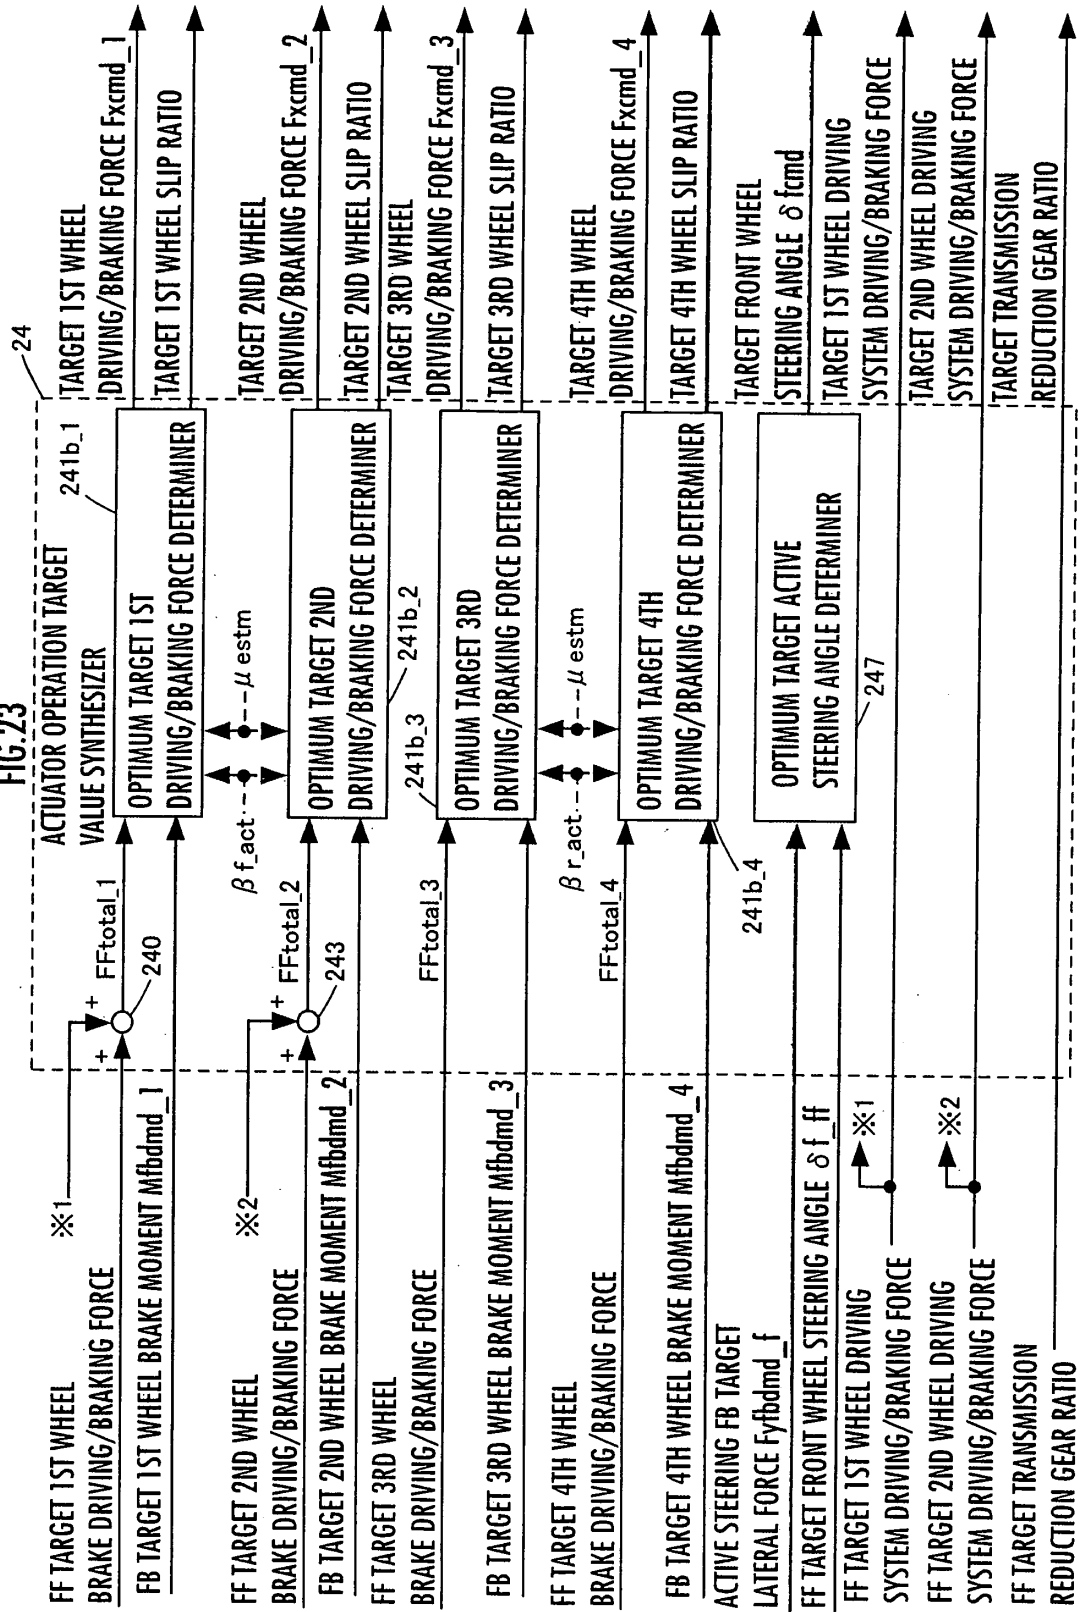 FIG.23
ACTUATOR OPERATION TARGET
VALUE SYNTHESIZER
24
FF TARGET 1ST WHEEL
BRAKE DRIVING/BRAKING FORCE
※1
+
+
240
FFtotal_1
FB TARGET 1ST WHEEL BRAKE MOMENT Mfbdmd_1
OPTIMUM TARGET 1ST
DRIVING/BRAKING FORCE DETERMINER
241b_1
TARGET 1ST WHEEL
DRIVING/BRAKING FORCE Fxcmd_1
TARGET 1ST WHEEL SLIP RATIO
βf_act
μestm
FF TARGET 2ND WHEEL
BRAKE DRIVING/BRAKING FORCE
※2
+
+
243
FFtotal_2
FB TARGET 2ND WHEEL BRAKE MOMENT Mfbdmd_2
OPTIMUM TARGET 2ND
DRIVING/BRAKING FORCE DETERMINER
241b_2
TARGET 2ND WHEEL
DRIVING/BRAKING FORCE Fxcmd_2
TARGET 2ND WHEEL SLIP RATIO
FF TARGET 3RD WHEEL
BRAKE DRIVING/BRAKING FORCE
FFtotal_3
FB TARGET 3RD WHEEL BRAKE MOMENT Mfbdmd_3
241b_3
OPTIMUM TARGET 3RD
DRIVING/BRAKING FORCE DETERMINER
TARGET 3RD WHEEL
DRIVING/BRAKING FORCE Fxcmd_3
TARGET 3RD WHEEL SLIP RATIO
βr_act
μestm
FF TARGET 4TH WHEEL
BRAKE DRIVING/BRAKING FORCE
FFtotal_4
FB TARGET 4TH WHEEL BRAKE MOMENT Mfbdmd_4
OPTIMUM TARGET 4TH
DRIVING/BRAKING FORCE DETERMINER
241b_4
TARGET 4TH WHEEL
DRIVING/BRAKING FORCE Fxcmd_4
TARGET 4TH WHEEL SLIP RATIO
ACTIVE STEERING FB TARGET
LATERAL FORCE Fyfbdmd_f
FF TARGET FRONT WHEEL STEERING ANGLE δf_ff
OPTIMUM TARGET ACTIVE
STEERING ANGLE DETERMINER
247
TARGET FRONT WHEEL
STEERING ANGLE δfcmd
FF TARGET 1ST WHEEL DRIVING
SYSTEM DRIVING/BRAKING FORCE
※1
TARGET 1ST WHEEL DRIVING
SYSTEM DRIVING/BRAKING FORCE
FF TARGET 2ND WHEEL DRIVING
SYSTEM DRIVING/BRAKING FORCE
※2
TARGET 2ND WHEEL DRIVING
SYSTEM DRIVING/BRAKING FORCE
FF TARGET TRANSMISSION
REDUCTION GEAR RATIO
TARGET TRANSMISSION
REDUCTION GEAR RATIO